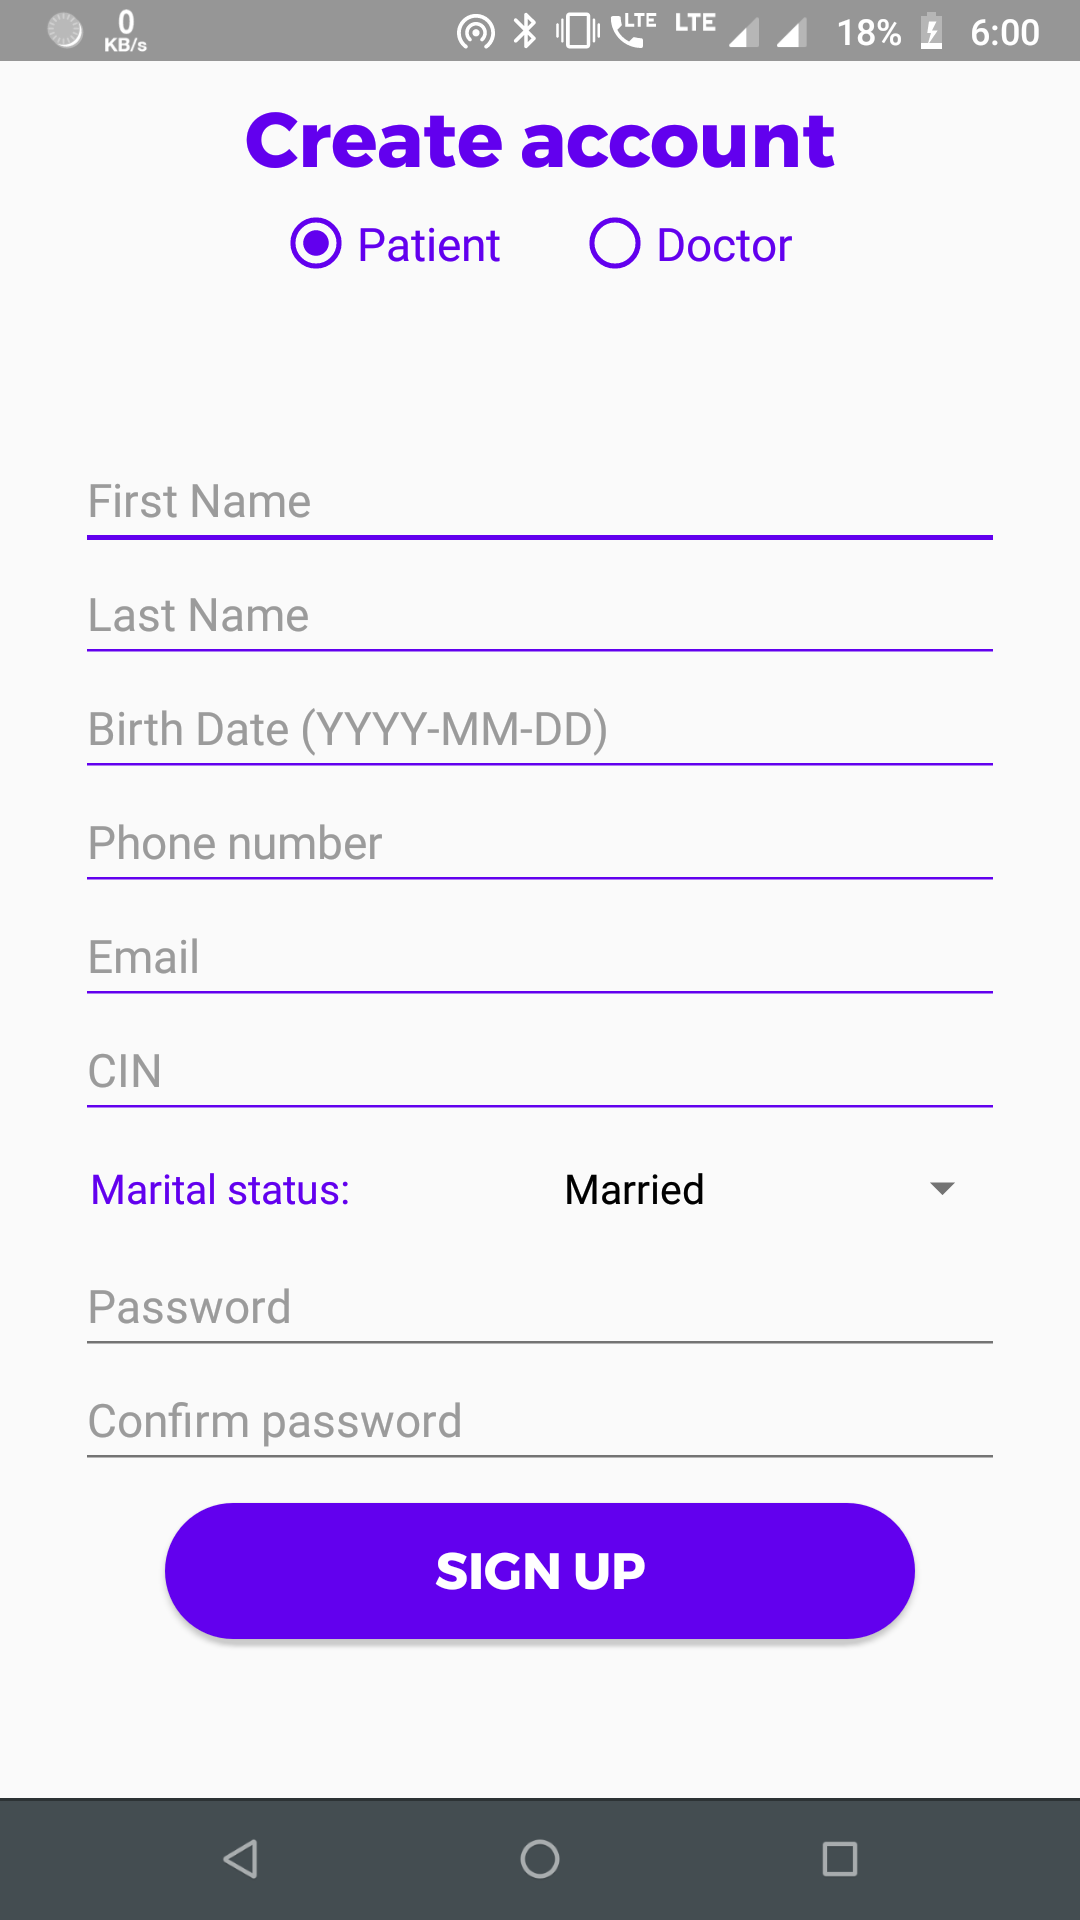 0 KB/s LTE LTE 18% 6:00
Create account
Patient Doctor
First Name
Last Name
Birth Date (YYYY-MM-DD)
Phone number
Email
CIN
Marital status: Married
Password
Confirm password
SIGN UP